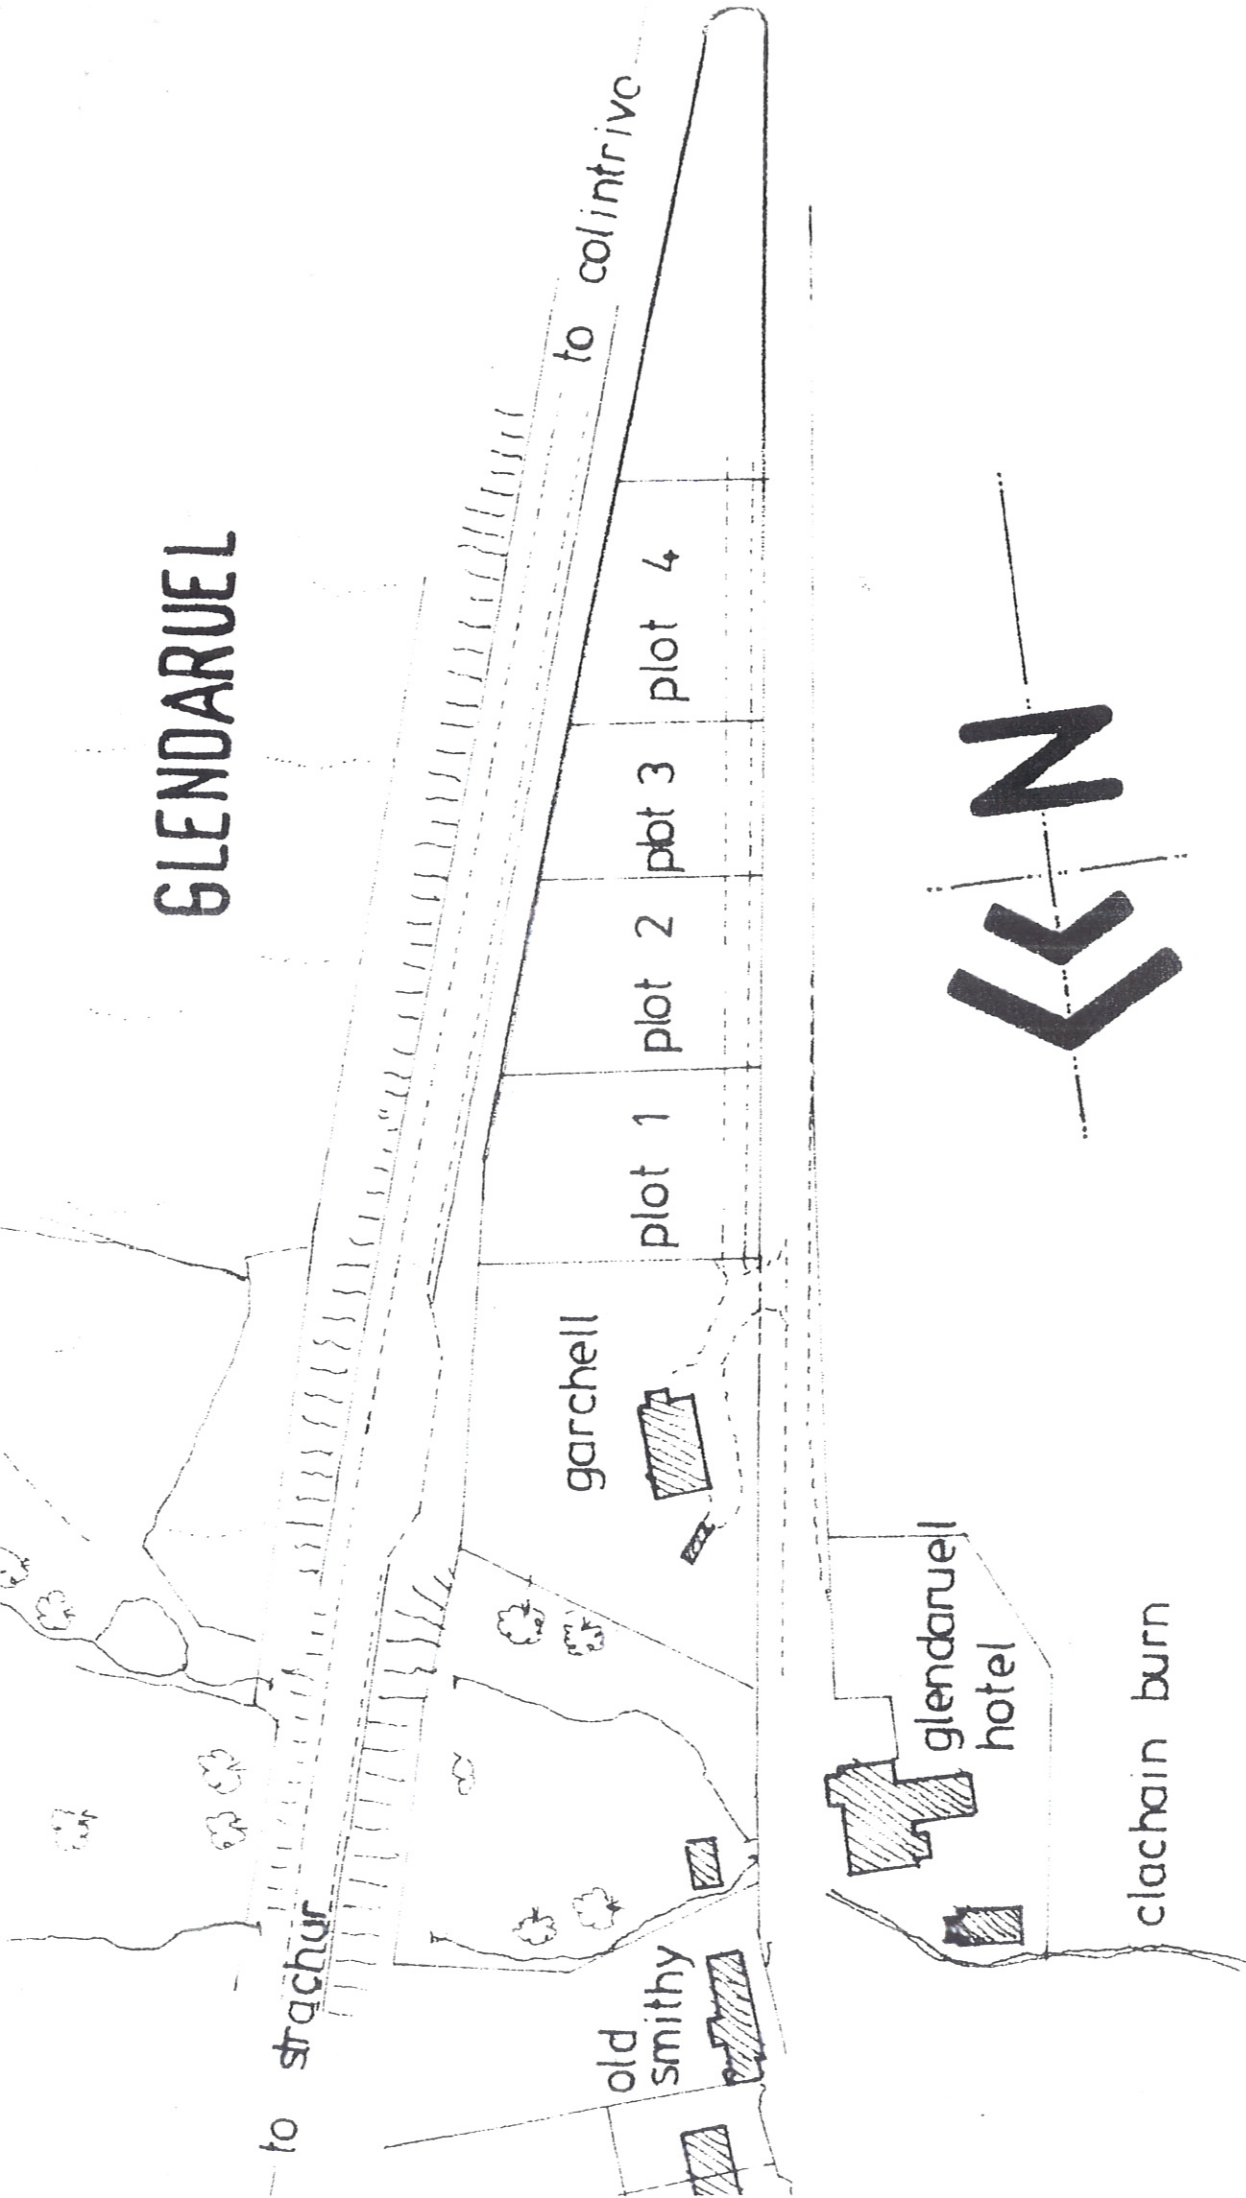 GLENDARUEL
to strachur
to colintrive
garchell
plot 1
plot 2
plot 3
plot 4
old
smithy
glendaruel
hotel
clachain burn
N